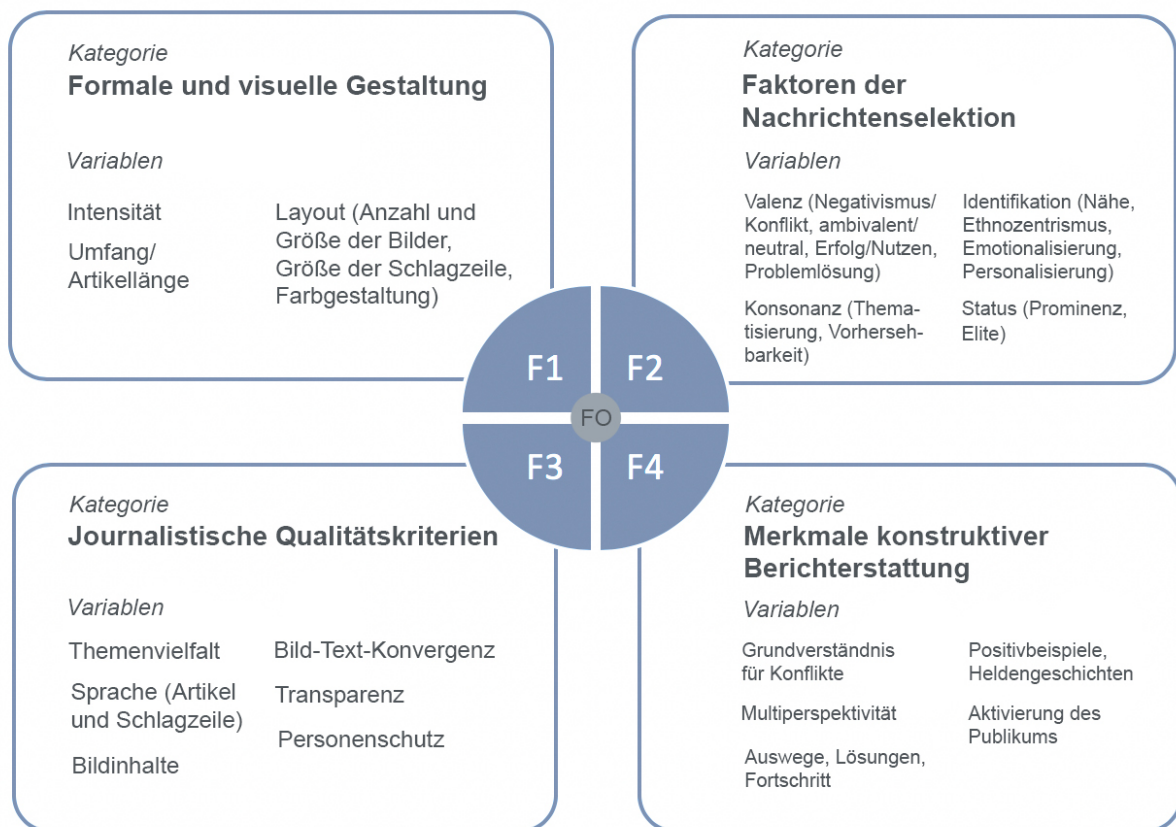 Kategorie
Formale und visuelle Gestaltung
Variablen
Intensität
Umfang/
Artikellänge
Layout (Anzahl und
Größe der Bilder,
Größe der Schlagzeile,
Farbgestaltung)
Kategorie
Faktoren der
Nachrichtenselektion
Variablen
Valenz (Negativismus/
Konflikt, ambivalent/
neutral, Erfolg/Nutzen,
Problemlösung)
Konsonanz (Thema-
tisierung, Vorherseh-
barkeit)
Identifikation (Nähe,
Ethnozentrismus,
Emotionalisierung,
Personalisierung)
Status (Prominenz,
Elite)
F1
F2
FO
F3
F4
Kategorie
Journalistische Qualitätskriterien
Variablen
Themenvielfalt
Sprache (Artikel
und Schlagzeile)
Bildinhalte
Bild-Text-Konvergenz
Transparenz
Personenschutz
Kategorie
Merkmale konstruktiver
Berichterstattung
Variablen
Grundverständnis
für Konflikte
Multiperspektivität
Auswege, Lösungen,
Fortschritt
Positivbeispiele,
Heldengeschichten
Aktivierung des
Publikums